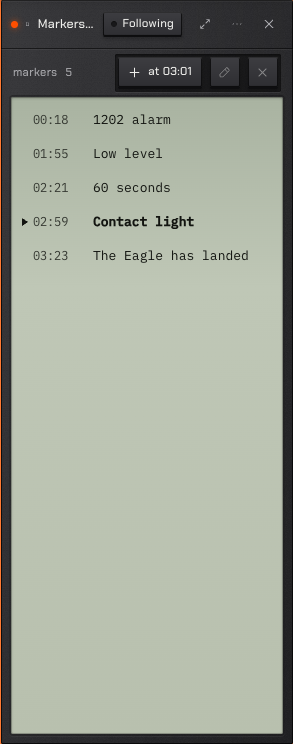 Markers... Following
markers 5 + at 03:01
00:18 1202 alarm
01:55 Low level
02:21 60 seconds
02:59 Contact light
03:23 The Eagle has landed